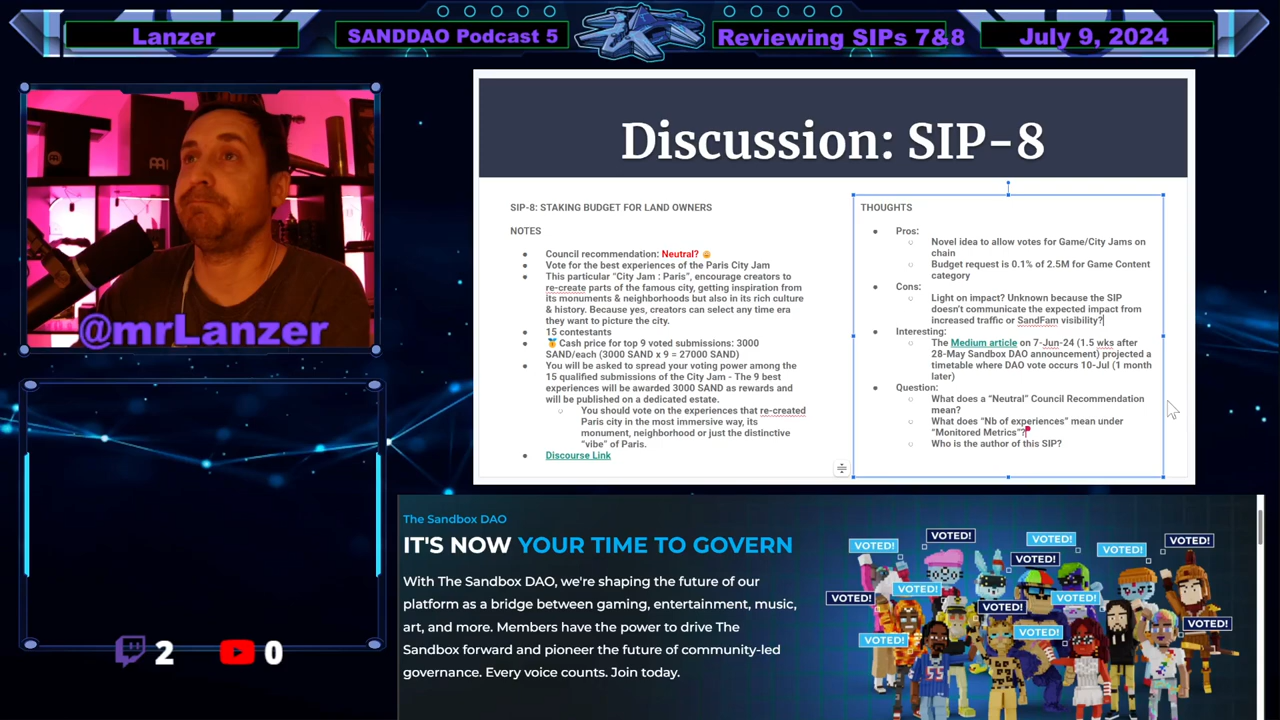 Lanzer
SANDDAO Podcast 5
Reviewing SIPs 7&8
July 9, 2024
@mrLanzer
2
0
Discussion: SIP-8
SIP-8: STAKING BUDGET FOR LAND OWNERS
NOTES
● Council recommendation: Neutral? 😑
● Vote for the best experiences of the Paris City Jam
● This particular "City Jam : Paris", encourage creators to
re-create parts of the famous city, getting inspiration from
its monuments & neighborhoods but also in its rich culture
& history. Because yes, creators can select any time era
they want to picture the city.
● 15 contestants
● 🏅Cash price for top 9 voted submissions: 3000
SAND/each (3000 SAND x 9 = 27000 SAND)
● You will be asked to spread your voting power among the
15 qualified submissions of the City Jam - The 9 best
experiences will be awarded 3000 SAND as rewards and
will be published on a dedicated estate.
○ You should vote on the experiences that re-created
Paris city in the most immersive way, its
monument, neighborhood or just the distinctive
"vibe" of Paris.
● Discourse Link
THOUGHTS
● Pros:
○ Novel idea to allow votes for Game/City Jams on
chain
○ Budget request is 0.1% of 2.5M for Game Content
category
● Cons:
○ Light on impact? Unknown because the SIP
doesn't communicate the expected impact from
increased traffic or SandFam visibility?
● Interesting:
○ The Medium article on 7-Jun-24 (1.5 wks after
28-May Sandbox DAO announcement) projected a
timetable where DAO vote occurs 10-Jul (1 month
later)
● Question:
○ What does a "Neutral" Council Recommendation
mean?
○ What does "Nb of experiences" mean under
"Monitored Metrics"?
○ Who is the author of this SIP?
The Sandbox DAO
IT'S NOW YOUR TIME TO GOVERN
With The Sandbox DAO, we're shaping the future of our
platform as a bridge between gaming, entertainment, music,
art, and more. Members have the power to drive The
Sandbox forward and pioneer the future of community-led
governance. Every voice counts. Join today.
VOTED!
VOTED!
VOTED!
VOTED!
VOTED!
VOTED!
VOTED!
VOTED!
VOTED!
VOTED!
VOTED!
VOTED!
VOTED!
55